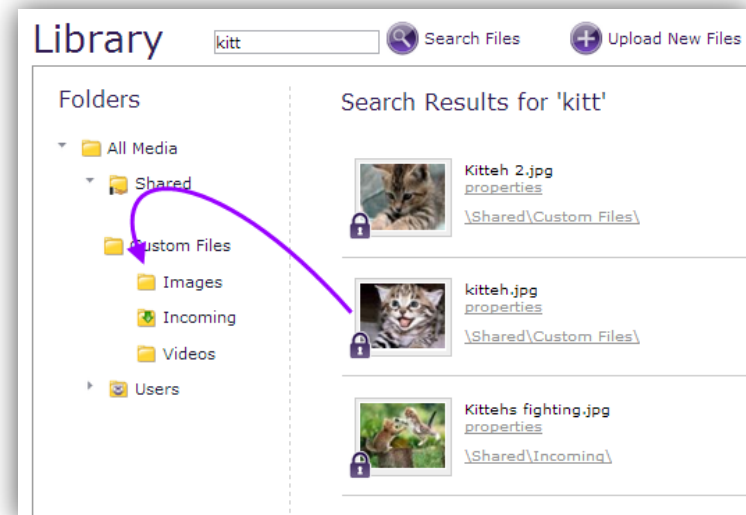 Library
kitt
Search Files
Upload New Files
Folders
All Media
Shared
Custom Files
Images
Incoming
Videos
Users
Search Results for 'kitt'
Kitteh 2.jpg
properties
\Shared\Custom Files\
kitteh.jpg
properties
\Shared\Custom Files\
Kittehs fighting.jpg
properties
\Shared\Incoming\